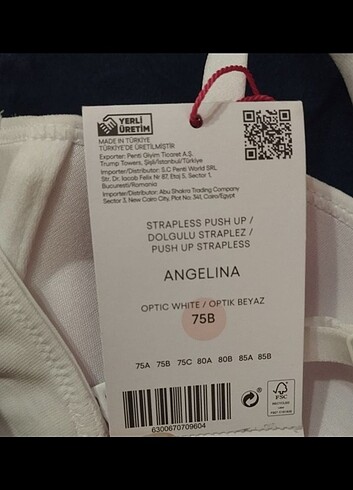 YERLİ
ÜRETİM
MADE IN TÜRKİYE
TÜRKİYE'DE ÜRETİLMİŞTİR
Exporter: Penti Giyim Ticaret A.Ş.
Trump Towers, Şişli/İstanbul/Türkiye
Importer/Distributor: S.C Penti World SRL
Str. Dr. Iacob Felix Nr 87, Etaj 5, Sector 1,
Bucuresti/Romania
Importer/Distributor: Abu Shakra Trading Company
Sector 3, New Cairo City, Plot No. 341, Cairo/Egypt
STRAPLESS PUSH UP /
DOLGULU STRAPLEZ /
PUSH UP STRAPLESS
ANGELINA
OPTIC WHITE / OPTIK BEYAZ
75B
75A 75B 75C 80A 80B 85A 85B
6300670709604
FSC